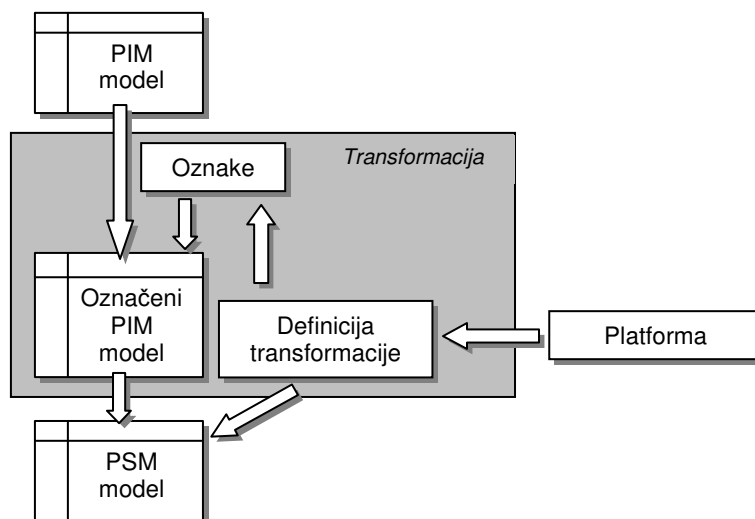 PIM
model
Transformacija
Oznake
Označeni
PIM
model
Definicija
transformacije
Platforma
PSM
model